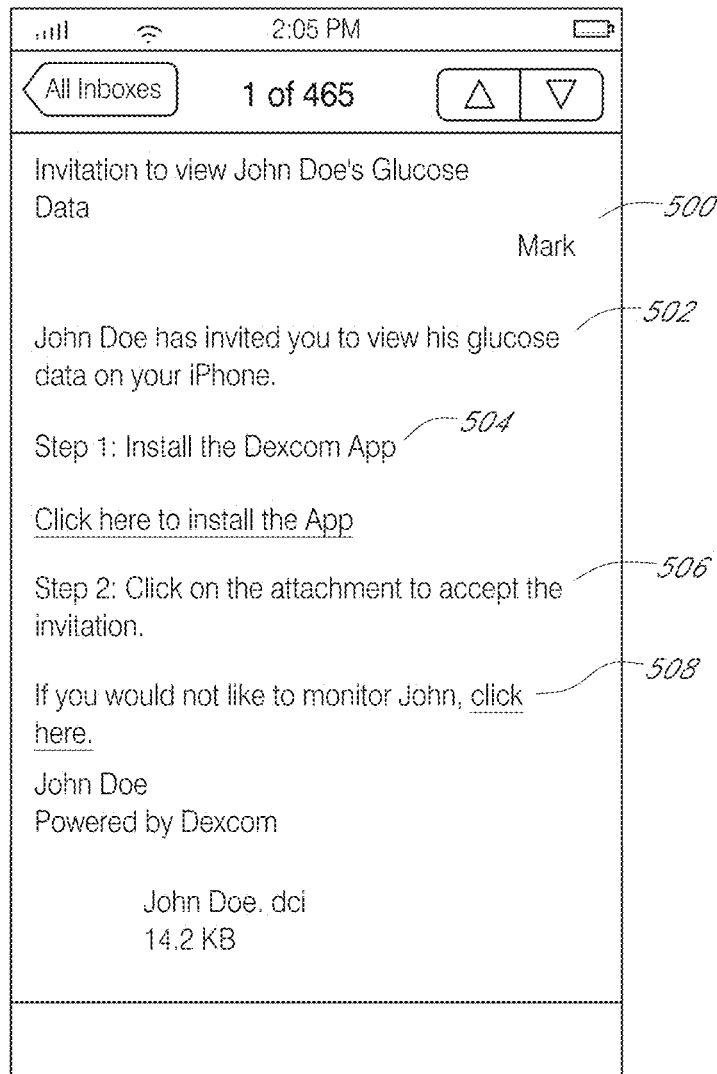 2:05 PM
All Inboxes
1 of 465
Invitation to view John Doe's Glucose
Data
500
Mark
502
John Doe has invited you to view his glucose
data on your iPhone.
504
Step 1: Install the Dexcom App
Click here to install the App
506
Step 2: Click on the attachment to accept the
invitation.
508
If you would not like to monitor John, click
here.
John Doe
Powered by Dexcom
John Doe. dci
14.2 KB